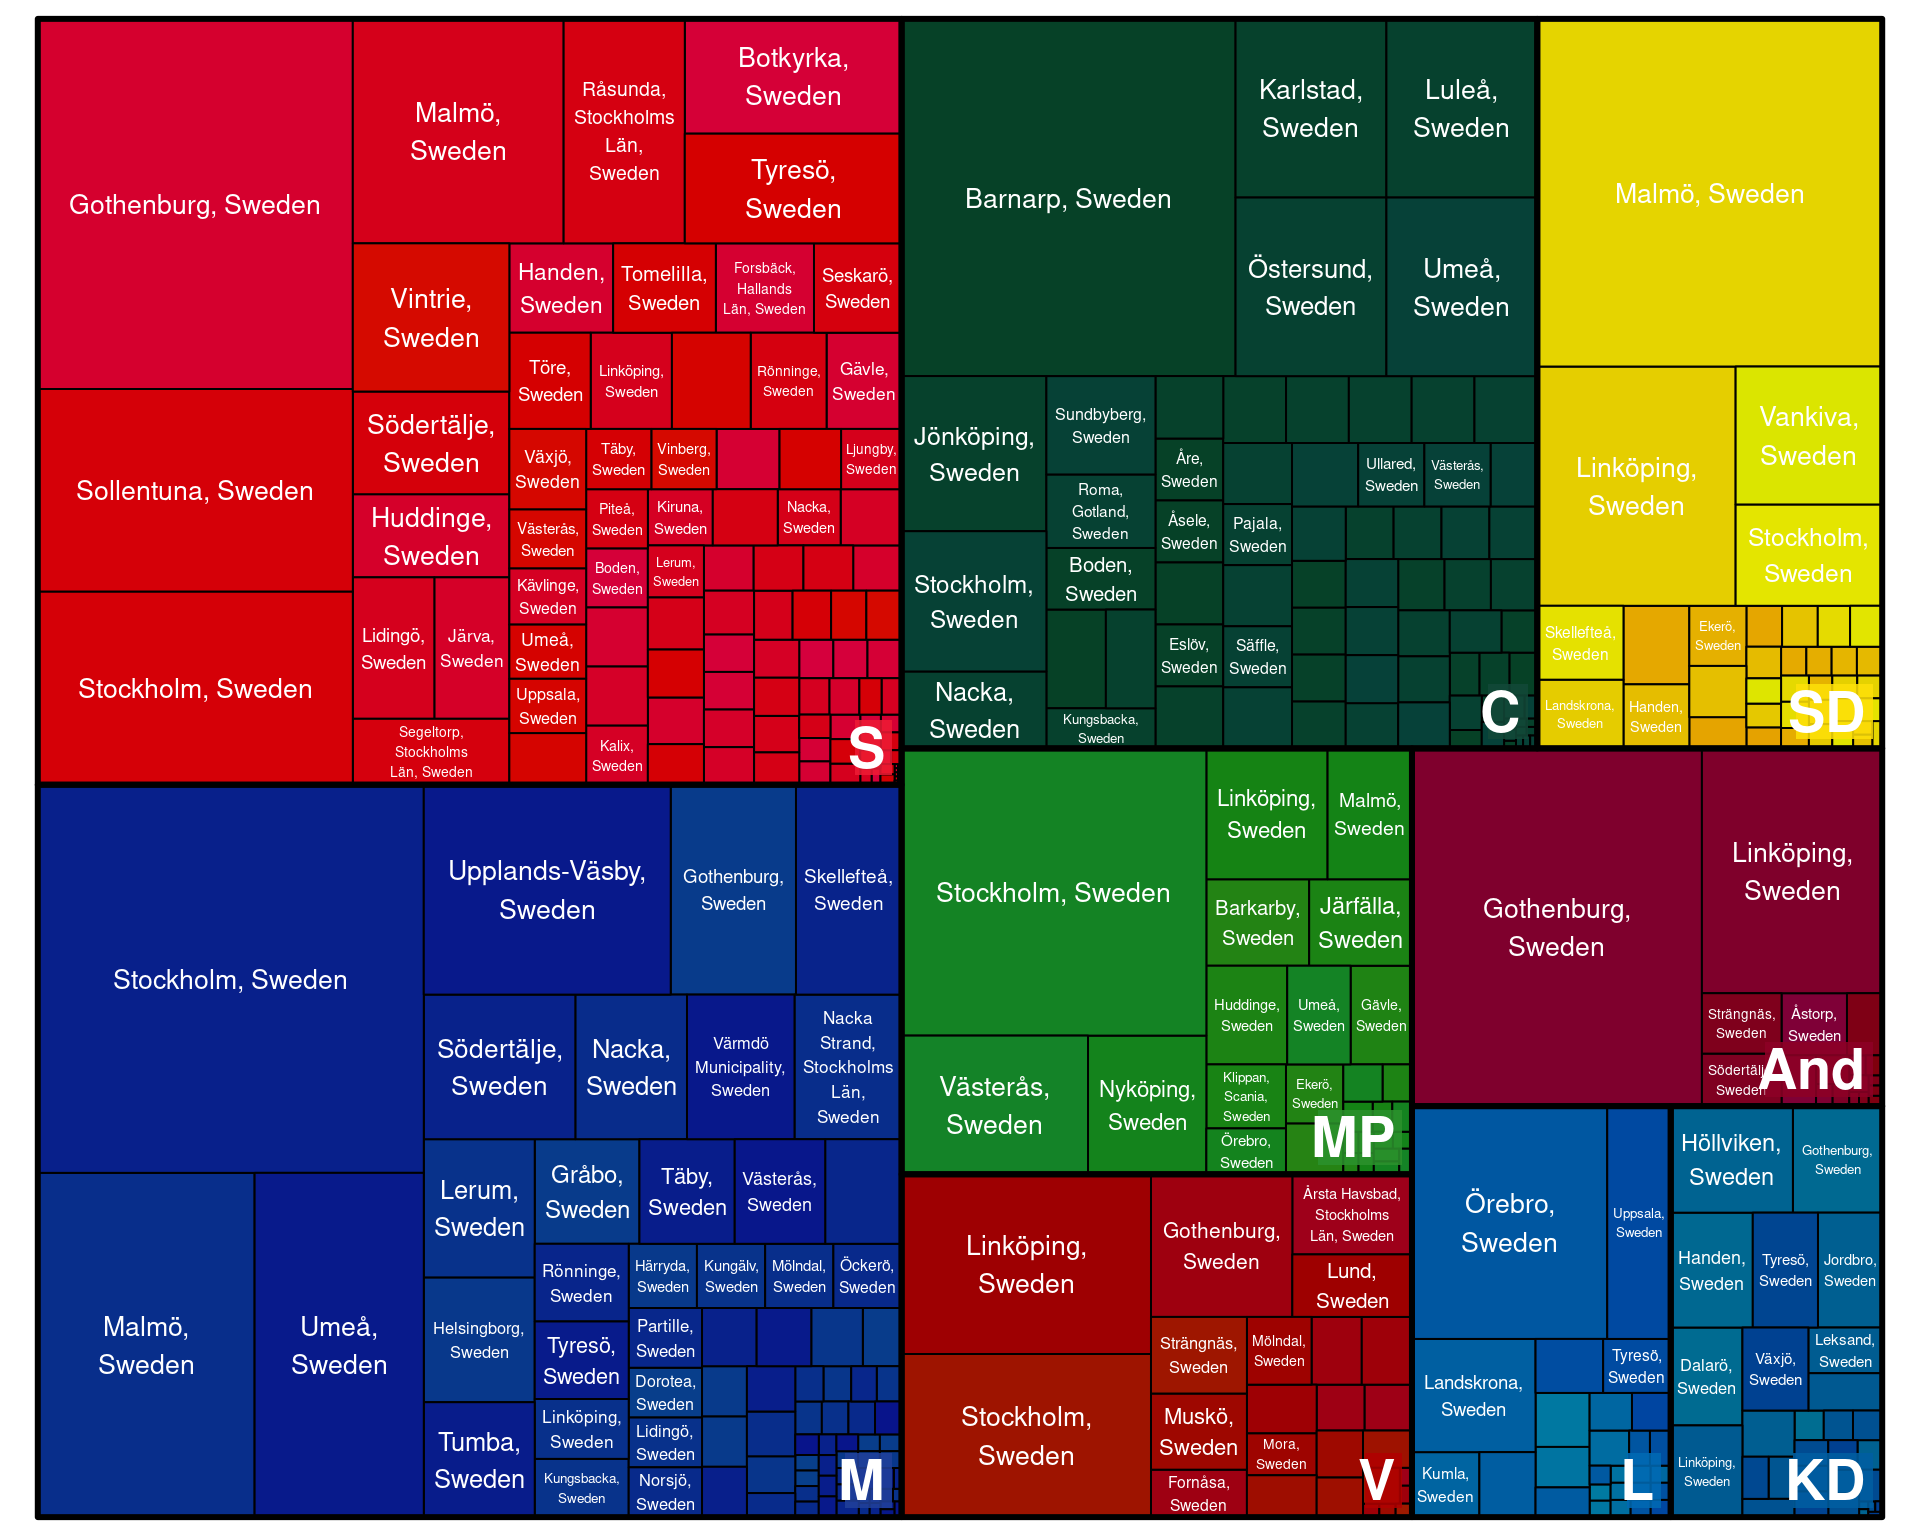 Gothenburg, Sweden
Malmö,
Sweden
Råsunda,
Stockholms
Län,
Sweden
Botkyrka,
Sweden
Tyresö,
Sweden
Sollentuna, Sweden
Stockholm, Sweden
Vintrie,
Sweden
Södertälje,
Sweden
Huddinge,
Sweden
Lidingö,
Sweden
Järva,
Sweden
Segeltorp,
Stockholms
Län, Sweden
Handen,
Sweden
Tomelilla,
Sweden
Forsbäck,
Hallands
Län, Sweden
Seskarö,
Sweden
Töre,
Sweden
Linköping,
Sweden
Rönninge,
Sweden
Gävle,
Sweden
Växjö,
Sweden
Täby,
Sweden
Vinberg,
Sweden
Ljungby,
Sweden
Västerås,
Sweden
Piteå,
Sweden
Kiruna,
Sweden
Nacka,
Sweden
Kävlinge,
Sweden
Boden,
Sweden
Lerum,
Sweden
Umeå,
Sweden
Uppsala,
Sweden
Kalix,
Sweden
S
Barnarp, Sweden
Karlstad,
Sweden
Luleå,
Sweden
Östersund,
Sweden
Umeå,
Sweden
Jönköping,
Sweden
Stockholm,
Sweden
Nacka,
Sweden
Sundbyberg,
Sweden
Roma,
Gotland,
Sweden
Boden,
Sweden
Kungsbacka,
Sweden
Åre,
Sweden
Åsele,
Sweden
Eslöv,
Sweden
Pajala,
Sweden
Säffle,
Sweden
Ullared,
Sweden
Västerås,
Sweden
C
Malmö, Sweden
Linköping,
Sweden
Vankiva,
Sweden
Stockholm,
Sweden
Skellefteå,
Sweden
Landskrona,
Sweden
Handen,
Sweden
Ekerö,
Sweden
SD
Stockholm, Sweden
Malmö,
Sweden
Umeå,
Sweden
Upplands-Väsby,
Sweden
Gothenburg,
Sweden
Skellefteå,
Sweden
Södertälje,
Sweden
Nacka,
Sweden
Värmdö
Municipality,
Sweden
Nacka
Strand,
Stockholms
Län,
Sweden
Lerum,
Sweden
Helsingborg,
Sweden
Tumba,
Sweden
Gråbo,
Sweden
Täby,
Sweden
Västerås,
Sweden
Rönninge,
Sweden
Tyresö,
Sweden
Linköping,
Sweden
Kungsbacka,
Sweden
Härryda,
Sweden
Kungälv,
Sweden
Mölndal,
Sweden
Öckerö,
Sweden
Partille,
Sweden
Dorotea,
Sweden
Lidingö,
Sweden
Norsjö,
Sweden
M
Stockholm, Sweden
Västerås,
Sweden
Nyköping,
Sweden
Linköping,
Sweden
Malmö,
Sweden
Barkarby,
Sweden
Järfälla,
Sweden
Huddinge,
Sweden
Umeå,
Sweden
Gävle,
Sweden
Klippan,
Scania,
Sweden
Ekerö,
Sweden
Örebro,
Sweden
MP
Gothenburg,
Sweden
Linköping,
Sweden
Strängnäs,
Sweden
Åstorp,
Sweden
Södertälje,
Sweden
And
Linköping,
Sweden
Stockholm,
Sweden
Gothenburg,
Sweden
Årsta Havsbad,
Stockholms
Län, Sweden
Lund,
Sweden
Strängnäs,
Sweden
Mölndal,
Sweden
Muskö,
Sweden
Mora,
Sweden
Fornåsa,
Sweden
V
Örebro,
Sweden
Uppsala,
Sweden
Landskrona,
Sweden
Tyresö,
Sweden
Kumla,
Sweden
L
Höllviken,
Sweden
Gothenburg,
Sweden
Handen,
Sweden
Tyresö,
Sweden
Jordbro,
Sweden
Dalarö,
Sweden
Växjö,
Sweden
Leksand,
Sweden
Linköping,
Sweden
KD